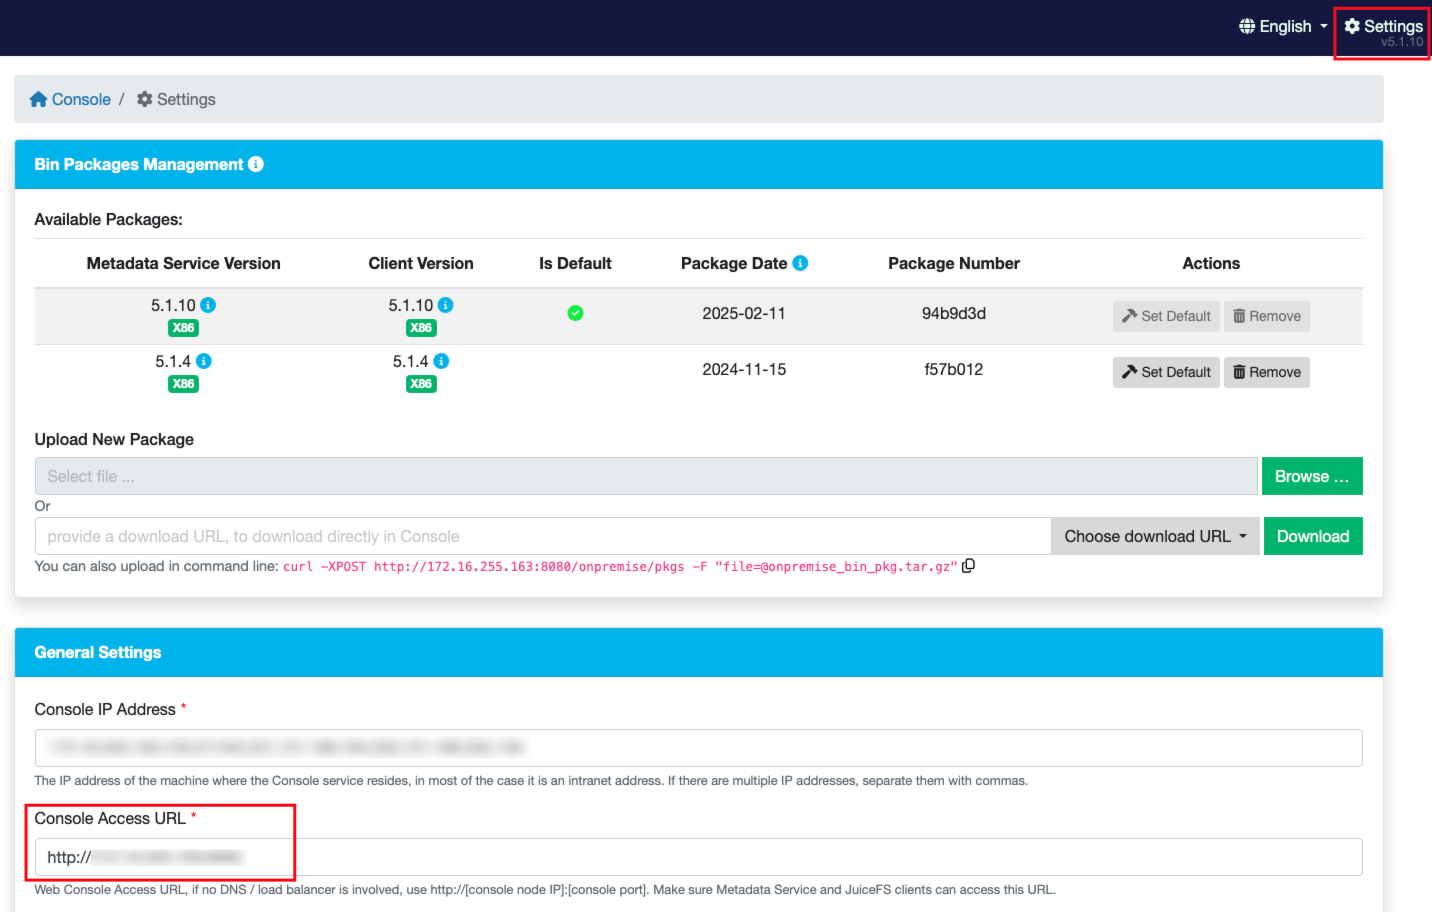 English Settings
v5.1.10
Console / Settings
Bin Packages Management
Available Packages:
Metadata Service Version Client Version Is Default Package Date Package Number Actions
5.1.10 5.1.10 2025-02-11 94b9d3d Set Default Remove
X86 X86
5.1.4 5.1.4 2024-11-15 f57b012 Set Default Remove
X86 X86
Upload New Package
Select file ... Browse ...
Or
provide a download URL, to download directly in Console Choose download URL Download
You can also upload in command line: curl -XPOST http://172.16.255.163:8080/onpremise/pkgs -F "file=@onpremise_bin_pkg.tar.gz"
General Settings
Console IP Address *
The IP address of the machine where the Console service resides, in most of the case it is an intranet address. If there are multiple IP addresses, separate them with commas.
Console Access URL *
http://
Web Console Access URL, if no DNS / load balancer is involved, use http://[console node IP]:[console port]. Make sure Metadata Service and JuiceFS clients can access this URL.